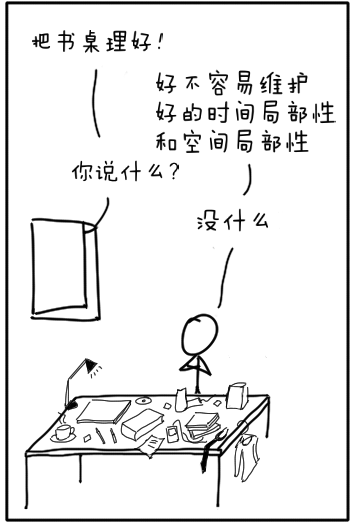 把书桌理好!
好不容易维护
好的时间局部性
和空间局部性
你说什么?
没什么